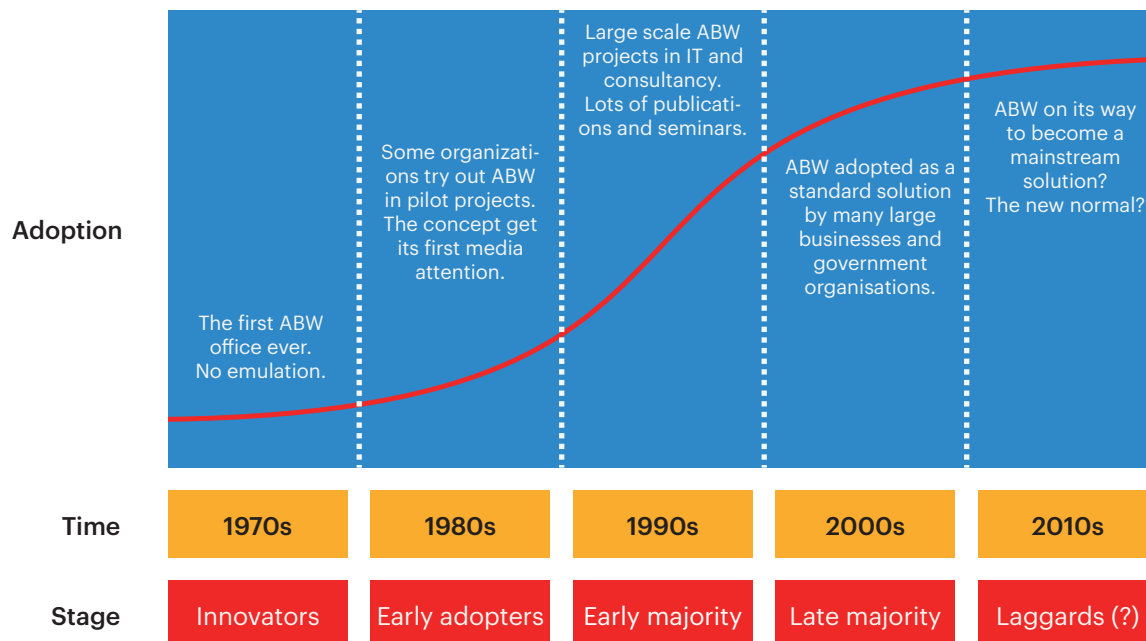 Adoption
The first ABW
office ever.
No emulation.
Some organizati-
ons try out ABW
in pilot projects.
The concept get
its first media
attention.
Large scale ABW
projects in IT and
consultancy.
Lots of publicati-
ons and seminars.
ABW adopted as a
standard solution
by many large
businesses and
government
organisations.
ABW on its way
to become a
mainstream
solution?
The new normal?
Time
1970s
1980s
1990s
2000s
2010s
Stage
Innovators
Early adopters
Early majority
Late majority
Laggards (?)